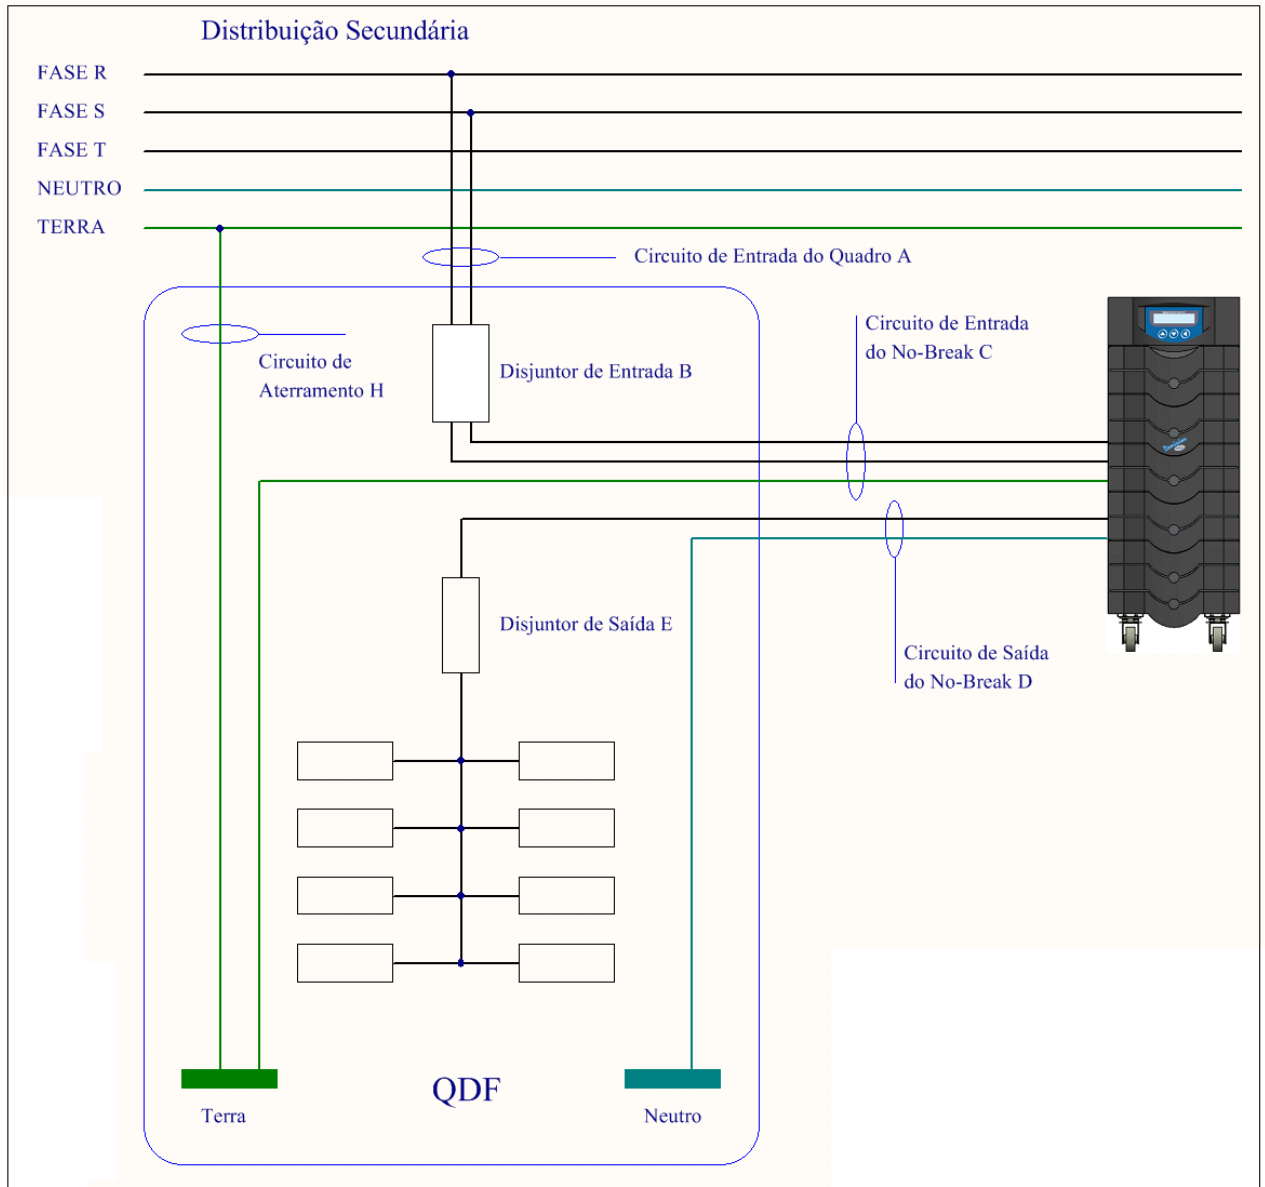 Distribuição Secundária
FASE R
FASE S
FASE T
NEUTRO
TERRA
Circuito de Entrada do Quadro A
Circuito de Entrada
do No-Break C
Circuito de
Aterramento H
Disjuntor de Entrada B
Disjuntor de Saída E
Circuito de Saída
do No-Break D
QDF
Terra
Neutro